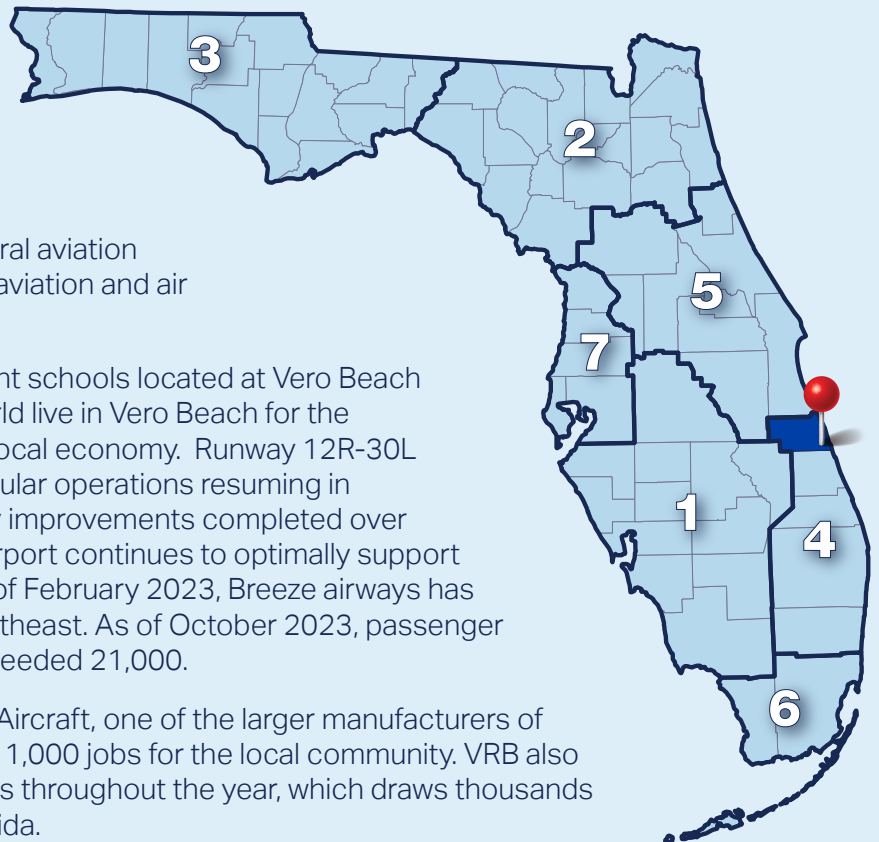 3
2
ral aviation
aviation and air
5
7
nt schools located at Vero Beach
rld live in Vero Beach for the
ocal economy. Runway 12R-30L
ular operations resuming in
y improvements completed over
1
rport continues to optimally support
4
of February 2023, Breeze airways has
theast. As of October 2023, passenger
eeded 21,000.
6
Aircraft, one of the larger manufacturers of
1,000 jobs for the local community. VRB also
s throughout the year, which draws thousands
ida.